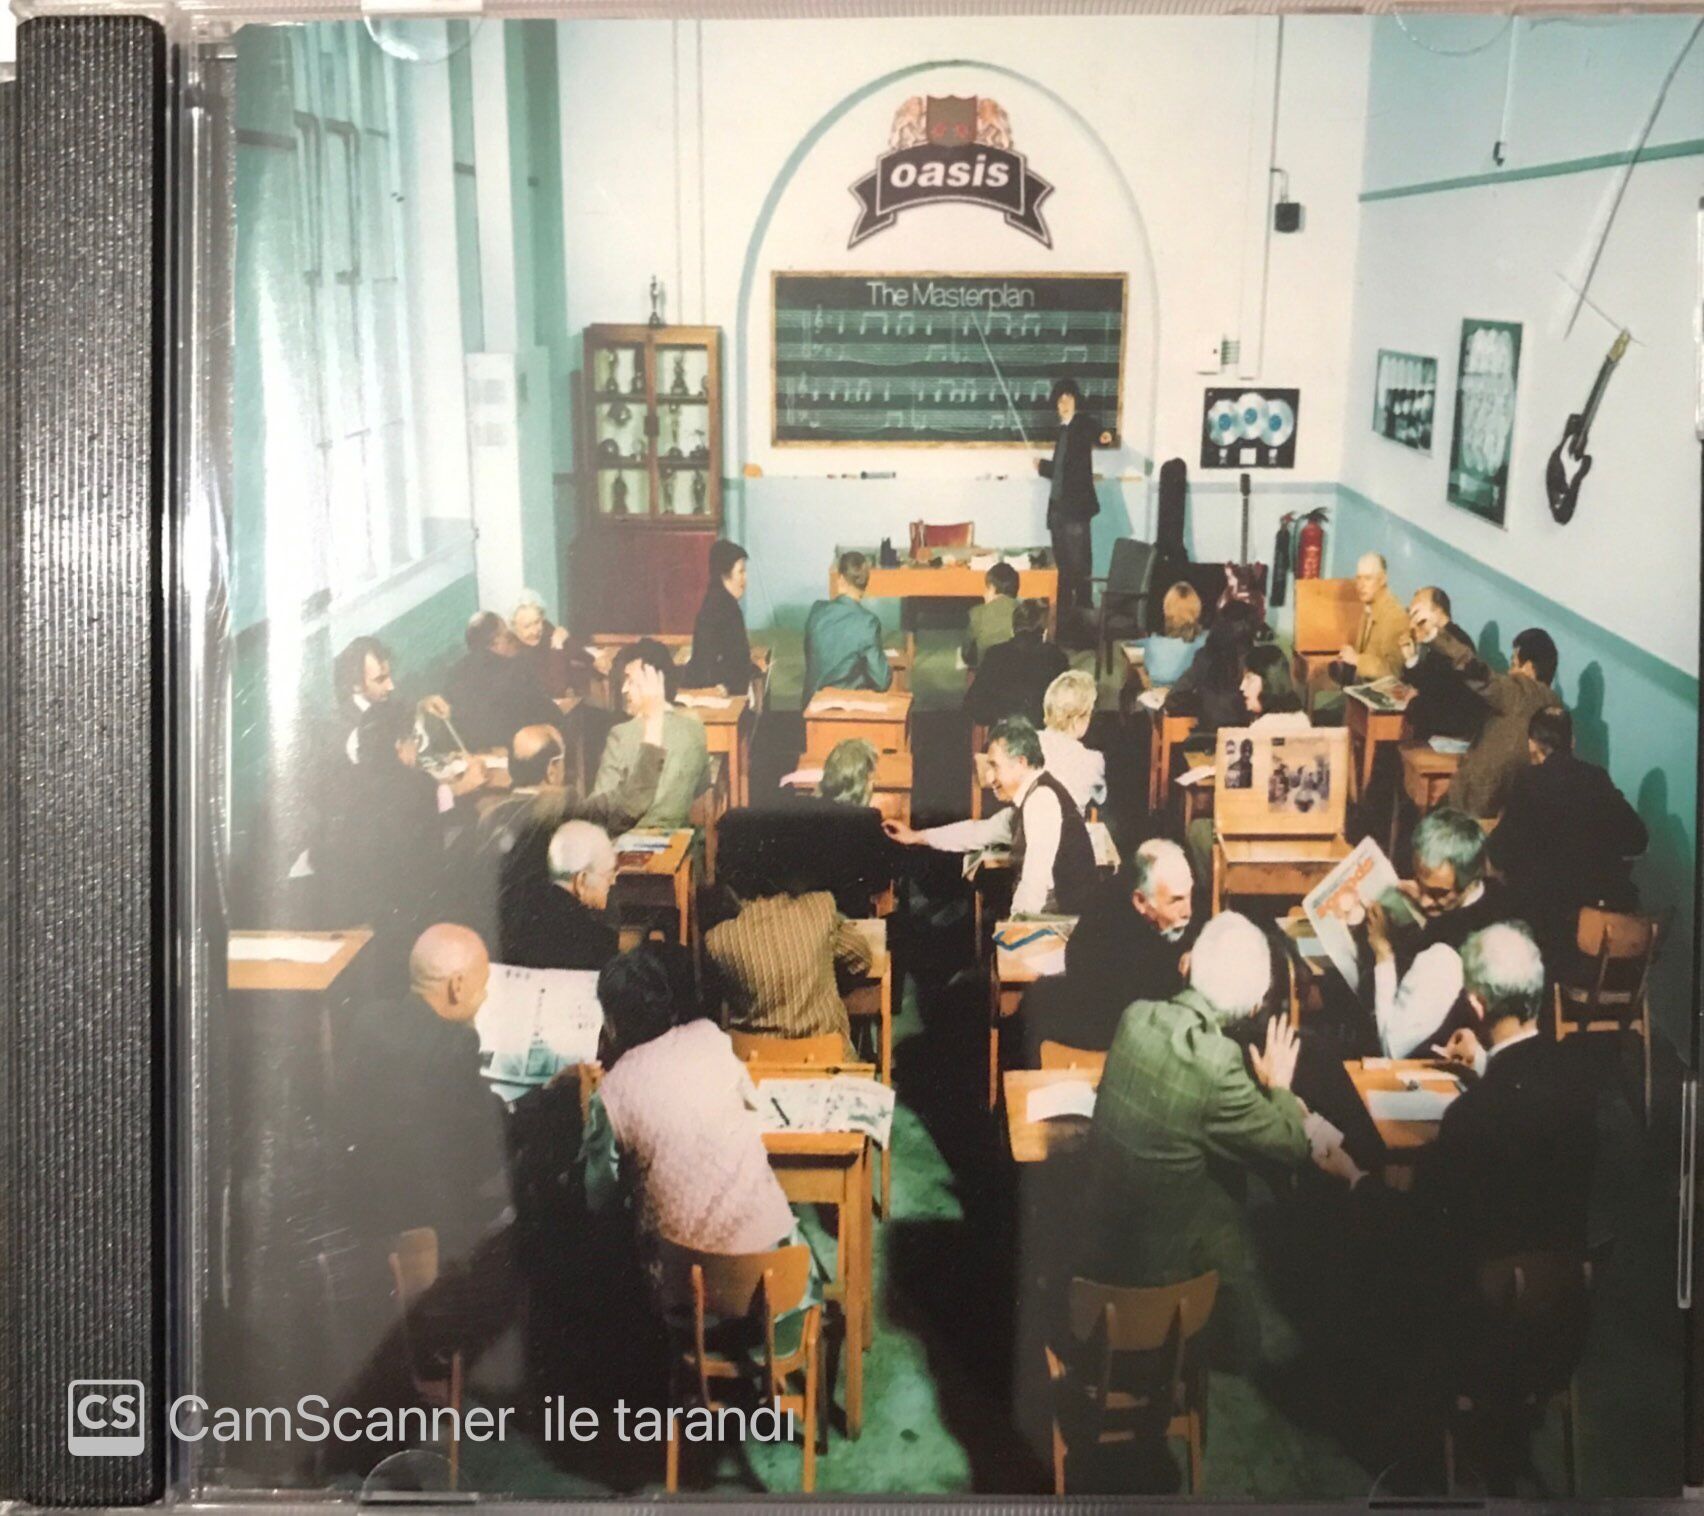 oasis
The Masterplan
CS CamScanner ile tarandı